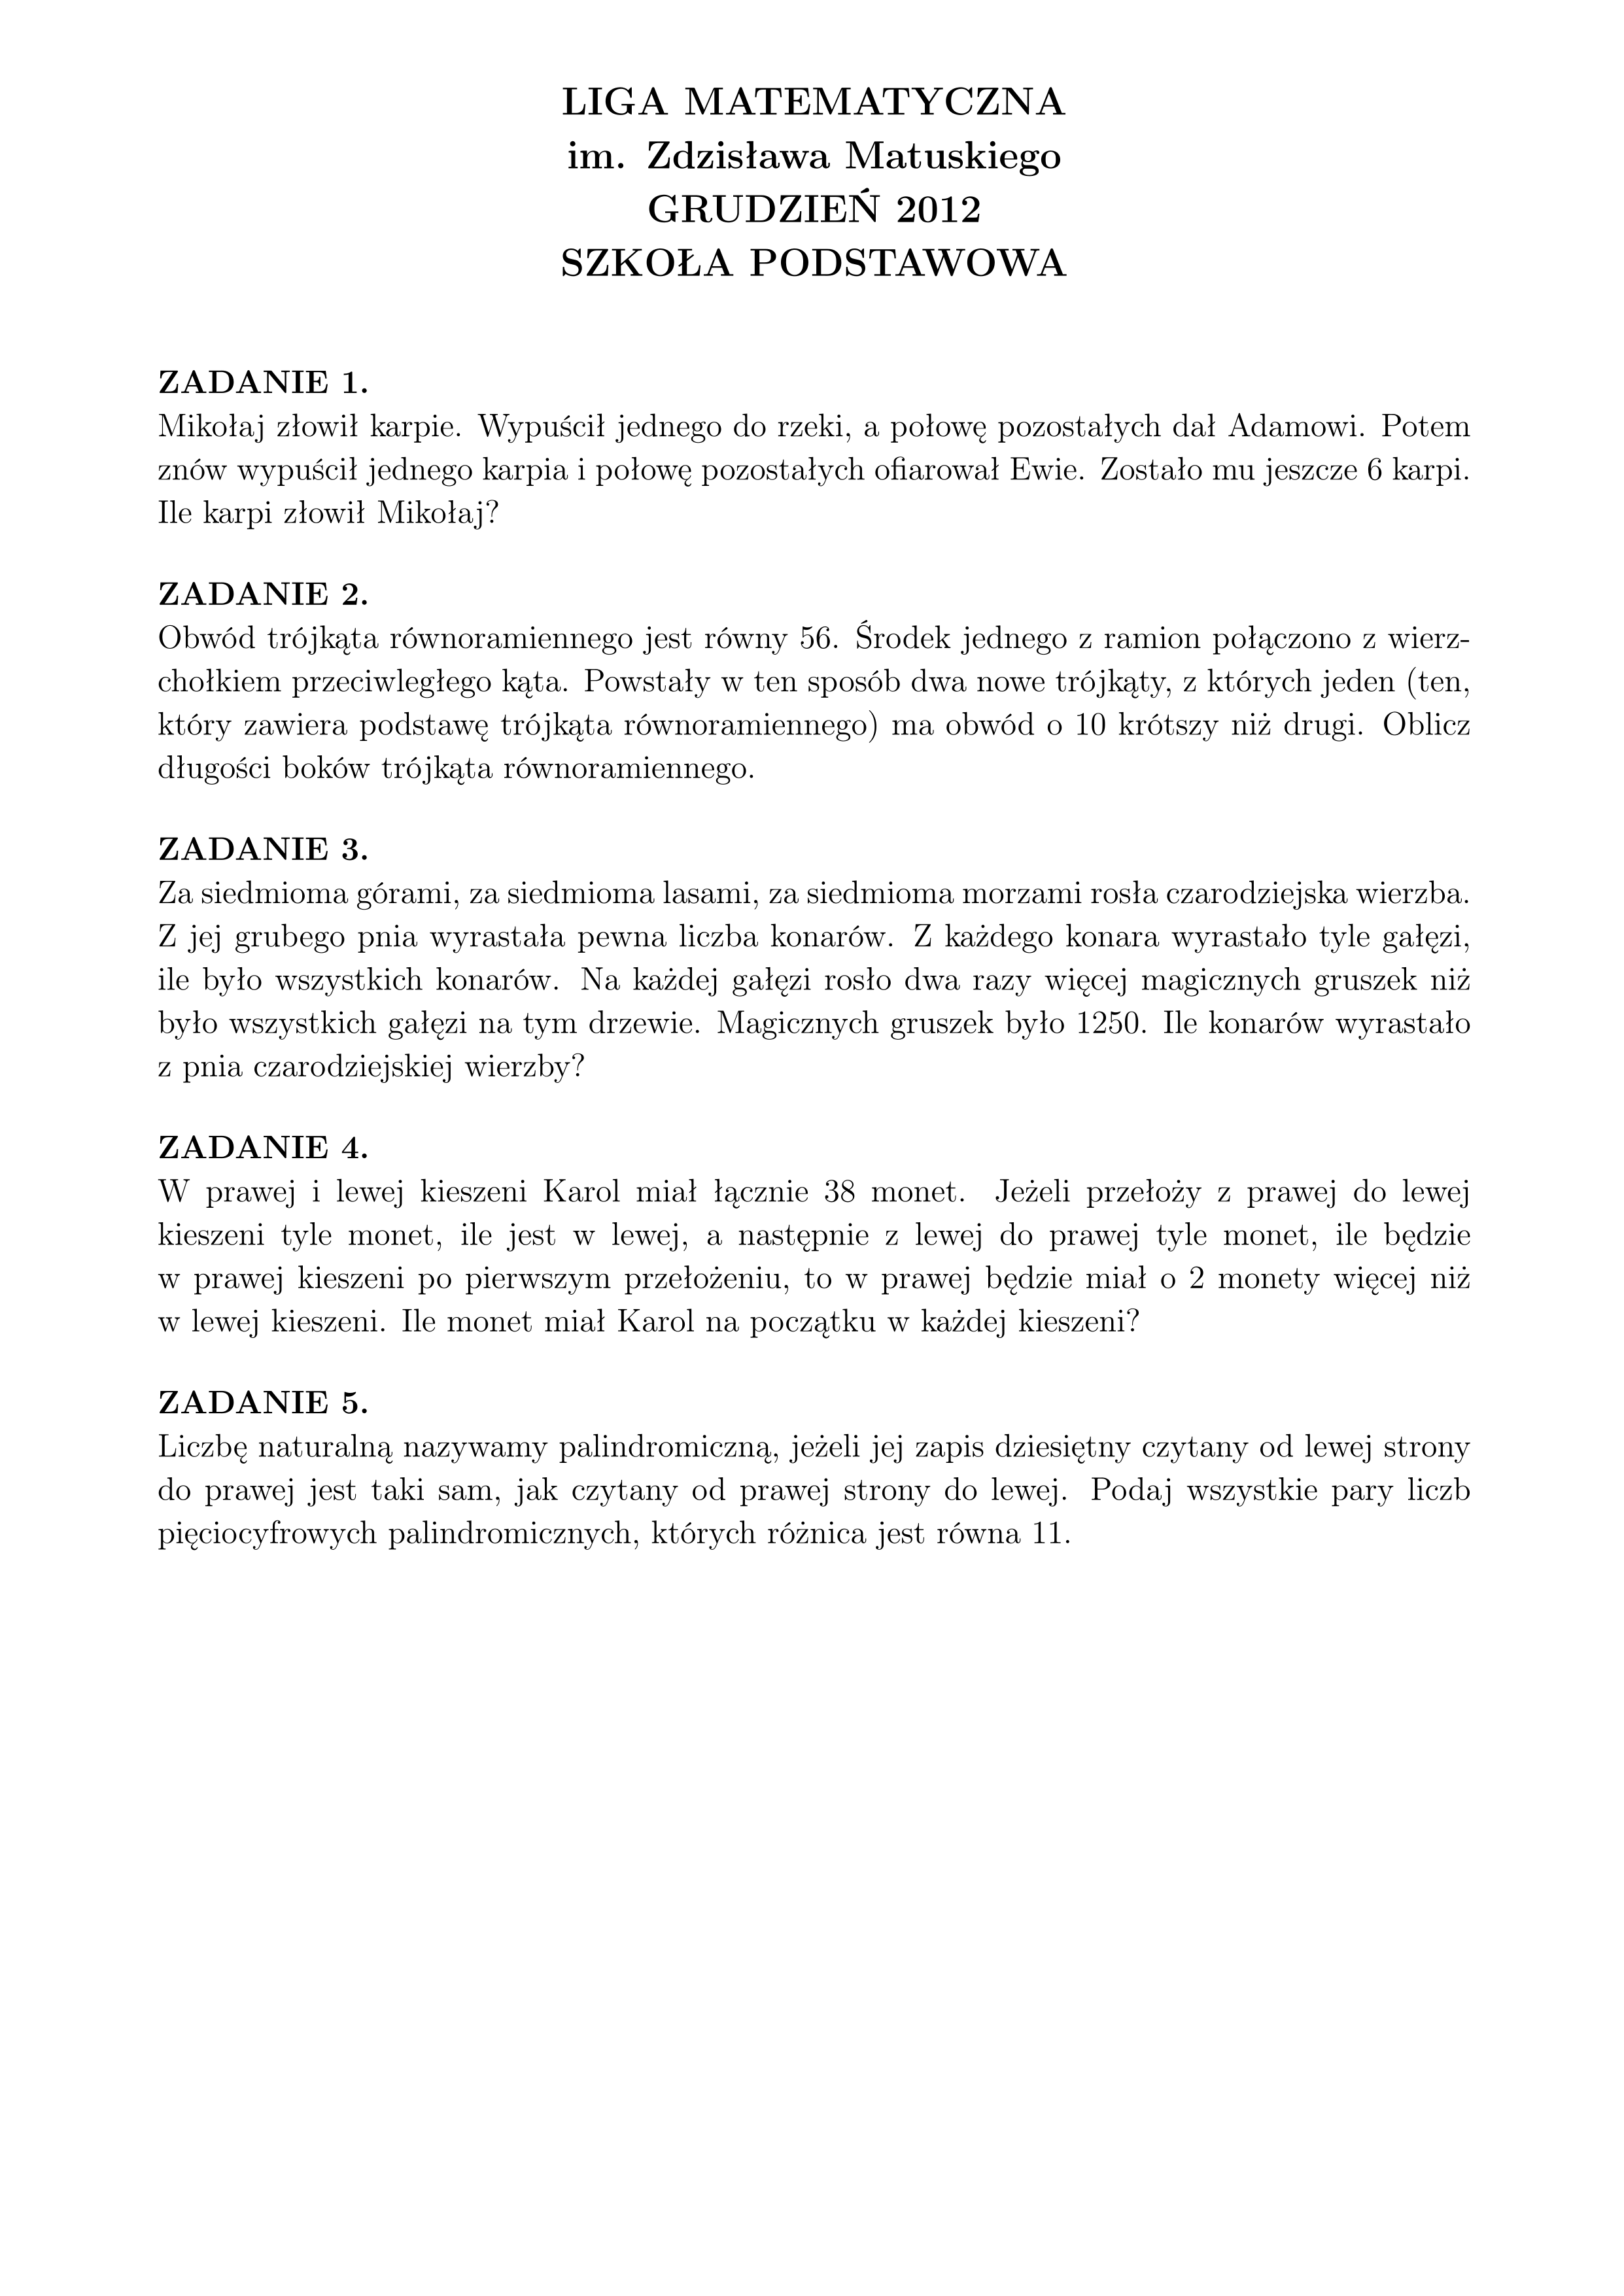 LIGA MATEMATYCZNA
im. Zdzisława Matuskiego
GRUDZIEŃ 2012
SZKOŁA PODSTAWOWA
ZADANIE 1.
Mikołaj złowił karpie. Wypuścił jednego do rzeki, a połowę pozostałych dał Adamowi. Potem
znów wypuścił jednego karpia i połowę pozostałych ofiarował Ewie. Zostało mu jeszcze 6 karpi.
Ile karpi złowił Mikołaj?
ZADANIE 2.
Obwód trójkąta równoramiennego jest równy 56. Środek jednego z ramion połączono z wierz-
chołkiem przeciwległego kąta. Powstały w ten sposób dwa nowe trójkąty, z których jeden (ten,
który zawiera podstawę trójkąta równoramiennego) ma obwód o 10 krótszy niż drugi. Oblicz
długości boków trójkąta równoramiennego.
ZADANIE 3.
Za siedmioma górami, za siedmioma lasami, za siedmioma morzami rosła czarodziejska wierzba.
Z jej grubego pnia wyrastała pewna liczba konarów. Z każdego konara wyrastało tyle gałęzi,
ile było wszystkich konarów. Na każdej gałęzi rosło dwa razy więcej magicznych gruszek niż
było wszystkich gałęzi na tym drzewie. Magicznych gruszek było 1250. Ile konarów wyrastało
z pnia czarodziejskiej wierzby?
ZADANIE 4.
W prawej i lewej kieszeni Karol miał łącznie 38 monet. Jeżeli przełoży z prawej do lewej
kieszeni tyle monet, ile jest w lewej, a następnie z lewej do prawej tyle monet, ile będzie
w prawej kieszeni po pierwszym przełożeniu, to w prawej będzie miał o 2 monety więcej niż
w lewej kieszeni. Ile monet miał Karol na początku w każdej kieszeni?
ZADANIE 5.
Liczbę naturalną nazywamy palindromiczną, jeżeli jej zapis dziesiętny czytany od lewej strony
do prawej jest taki sam, jak czytany od prawej strony do lewej. Podaj wszystkie pary liczb
pięciocyfrowych palindromicznych, których różnica jest równa 11.